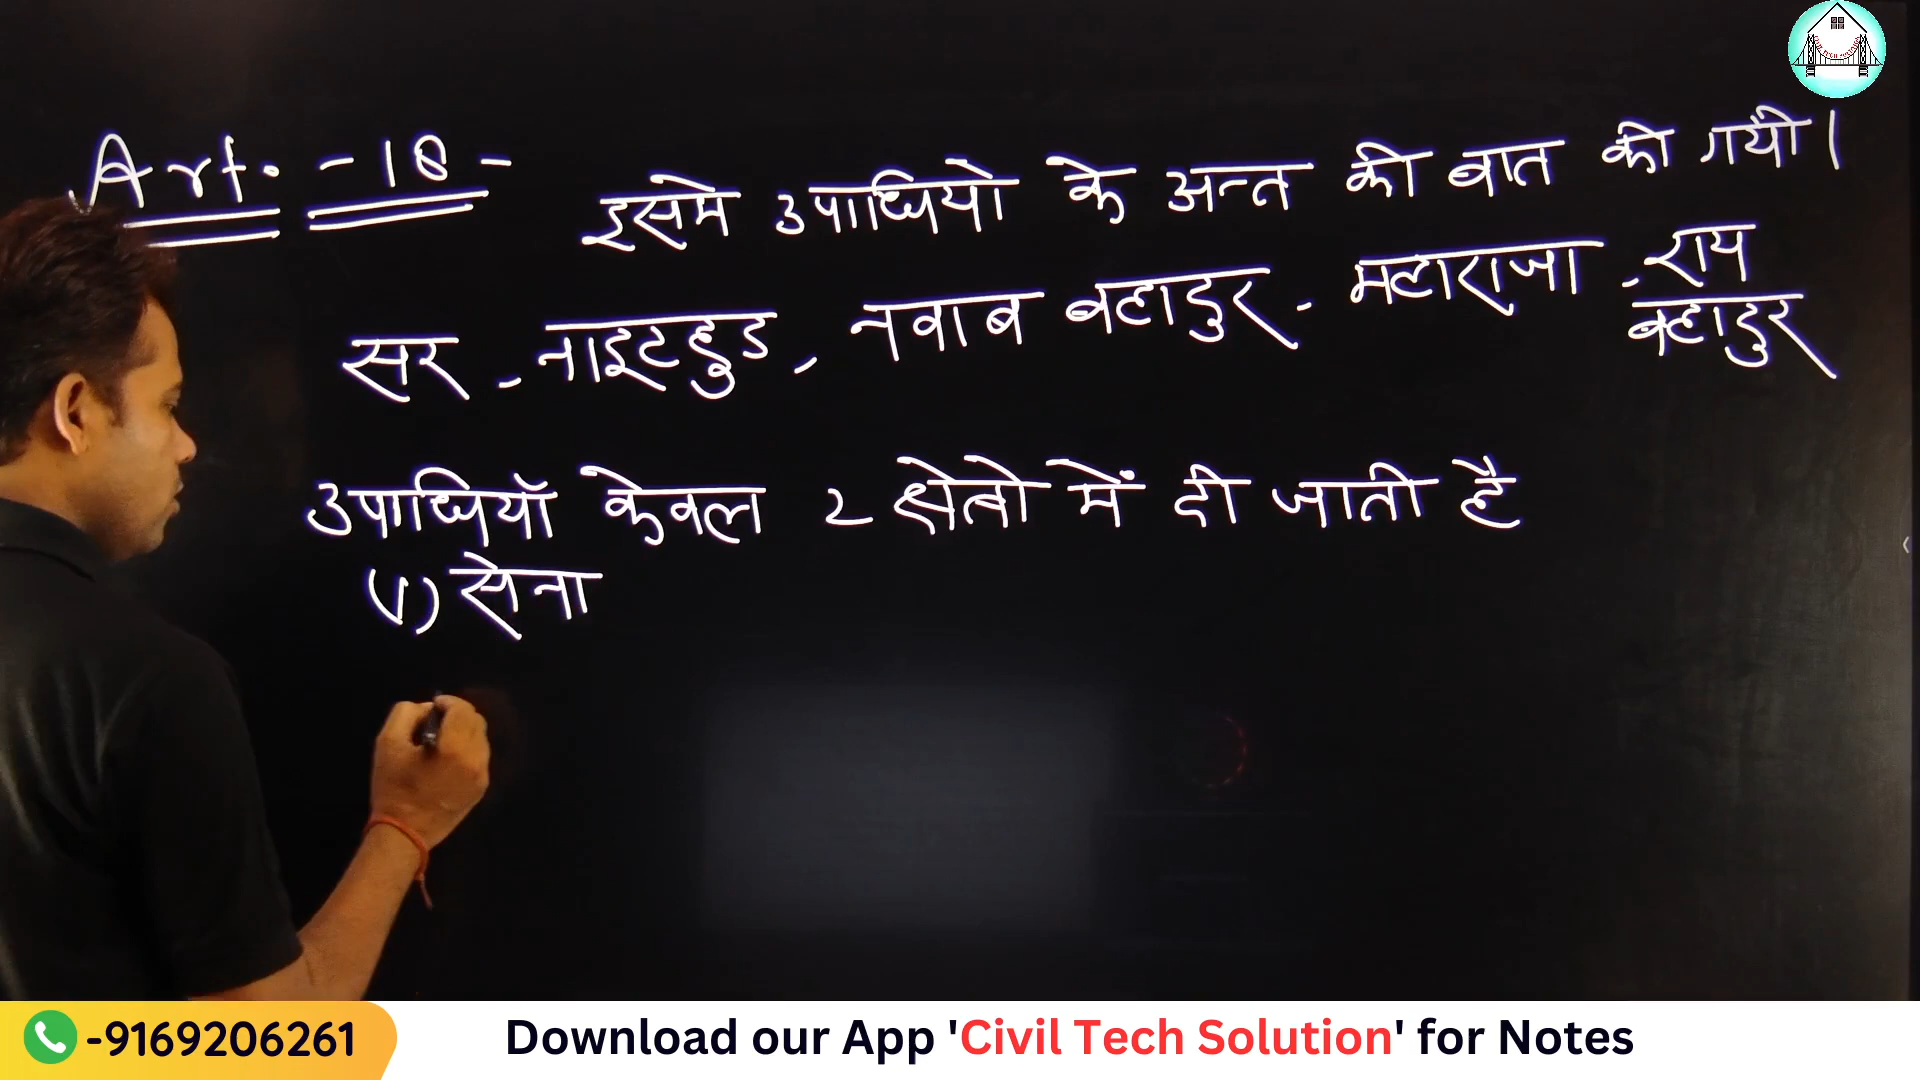 Art. - 18 - इसमे उपाधियो के अन्त की बात की गयी।
सर, नाइटहुड, नवाब बहादुर, महाराजा, राय
बहादुर
उपाधियाँ केवल 2 क्षेत्रो में दी जाती है
(1) सेना
-9169206261
Download our App 'Civil Tech Solution' for Notes